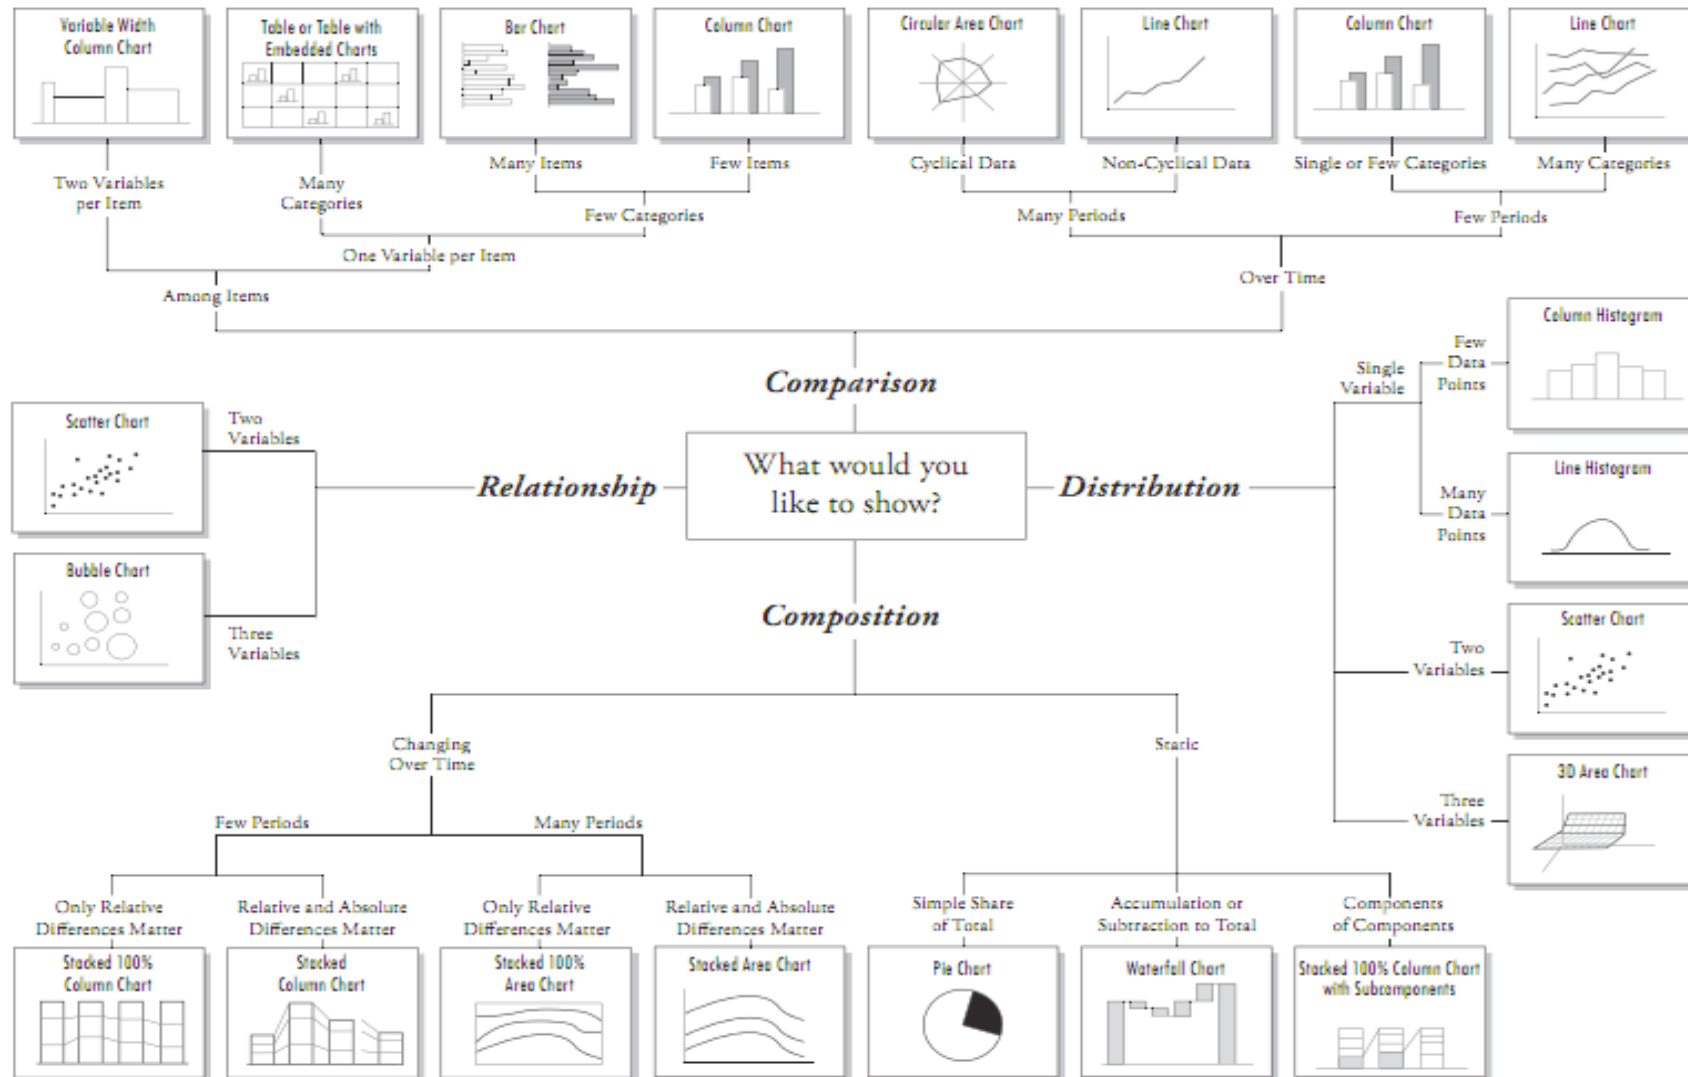 Variable Width
Column Chart
Table or Table with
Embedded Charts
Bar Chart
Column Chart
Circular Area Chart
Line Chart
Column Chart
Line Chart
Two Variables
per Item
Many
Categories
Many Items
Few Items
Cyclical Data
Non-Cyclical Data
Single or Few Categories
Many Categories
Few Categories
Many Periods
Few Periods
One Variable per Item
Among Items
Over Time
Comparison
What would you
like to show?
Relationship
Two
Variables
Scatter Chart
Three
Variables
Bubble Chart
Distribution
Single
Variable
Few
Data
Points
Column Histogram
Many
Data
Points
Line Histogram
Two
Variables
Scatter Chart
Three
Variables
3D Area Chart
Composition
Changing
Over Time
Static
Few Periods
Many Periods
Only Relative
Differences Matter
Relative and Absolute
Differences Matter
Only Relative
Differences Matter
Relative and Absolute
Differences Matter
Simple Share
of Total
Accumulation or
Subtraction to Total
Components
of Components
Stacked 100%
Column Chart
Stacked
Column Chart
Stacked 100%
Area Chart
Stacked Area Chart
Pie Chart
Waterfall Chart
Stacked 100% Column Chart
with Subcomponents